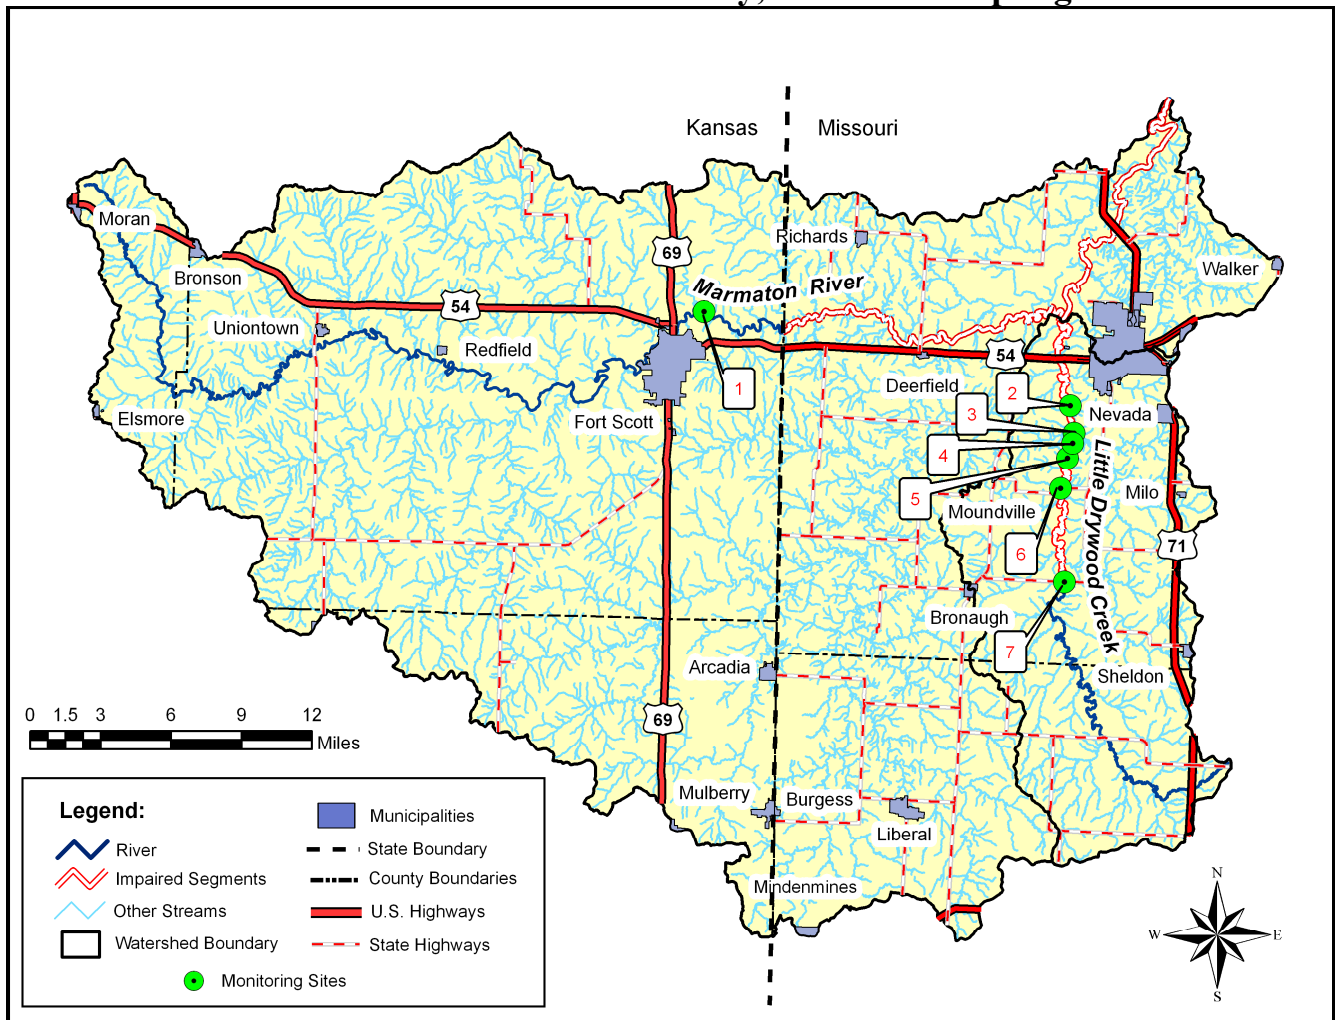 Kansas
Missouri
Moran
Bronson
Uniontown
Redfield
Elsmore
Fort Scott
69
54
Marmaton River
Richards
Walker
54
Deerfield
Nevada
1
2
3
4
5
6
7
Moundville
Milo
71
Little Drywood Creek
Bronaugh
Sheldon
Arcadia
69
Mulberry
Burgess
Liberal
Mindenmines
0 1.5 3 6 9 12
Miles
Legend:
River
Impaired Segments
Other Streams
Watershed Boundary
Municipalities
State Boundary
County Boundaries
U.S. Highways
State Highways
Monitoring Sites
N
W
E
S